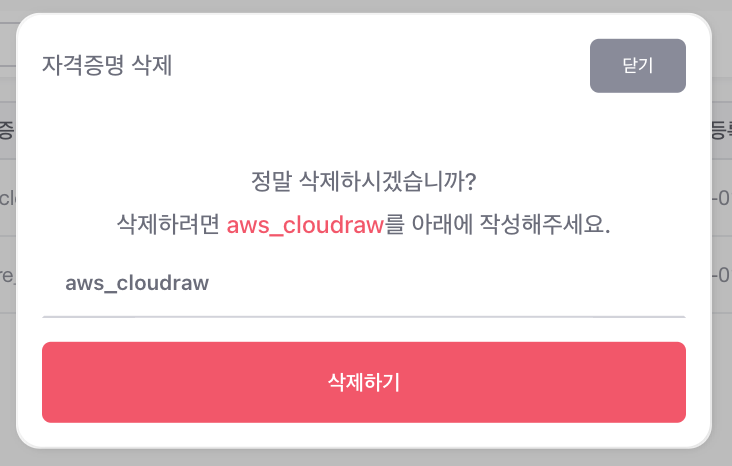 자격증명 삭제
닫기
정말 삭제하시겠습니까?
삭제하려면 aws_cloudraw를 아래에 작성해주세요.
aws_cloudraw
삭제하기